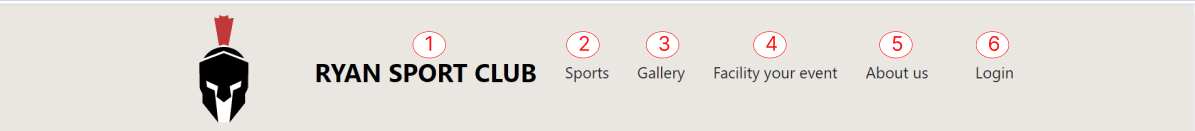 1 2 3 4 5 6
RYAN SPORT CLUB Sports Gallery Facility your event About us Login